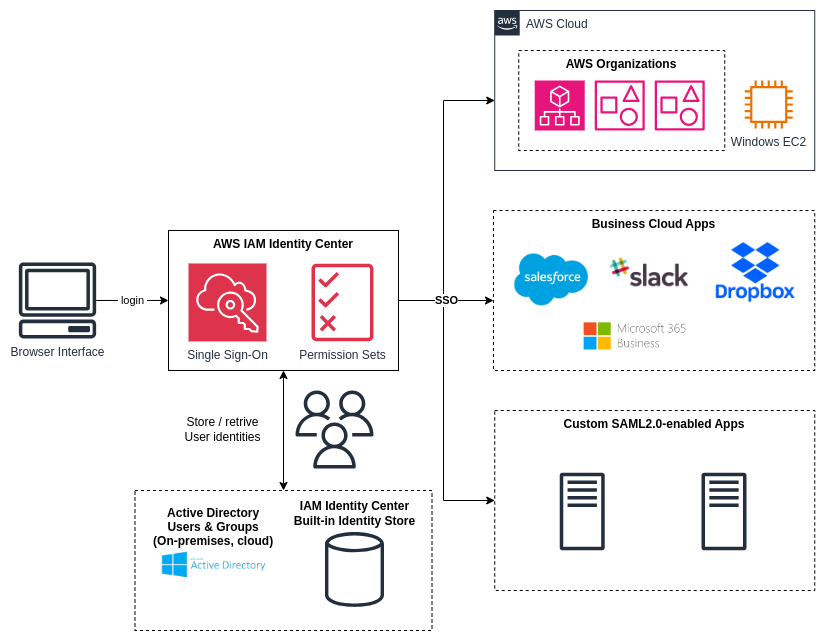 aws
AWS Cloud
AWS Organizations
Windows EC2
Business Cloud Apps
salesforce
slack
Dropbox
Microsoft 365
Business
AWS IAM Identity Center
Single Sign-On
Permission Sets
login
SSO
Browser Interface
Store / retrive
User identities
Custom SAML2.0-enabled Apps
Active Directory
Users & Groups
(On-premises, cloud)
Active Directory
IAM Identity Center
Built-in Identity Store